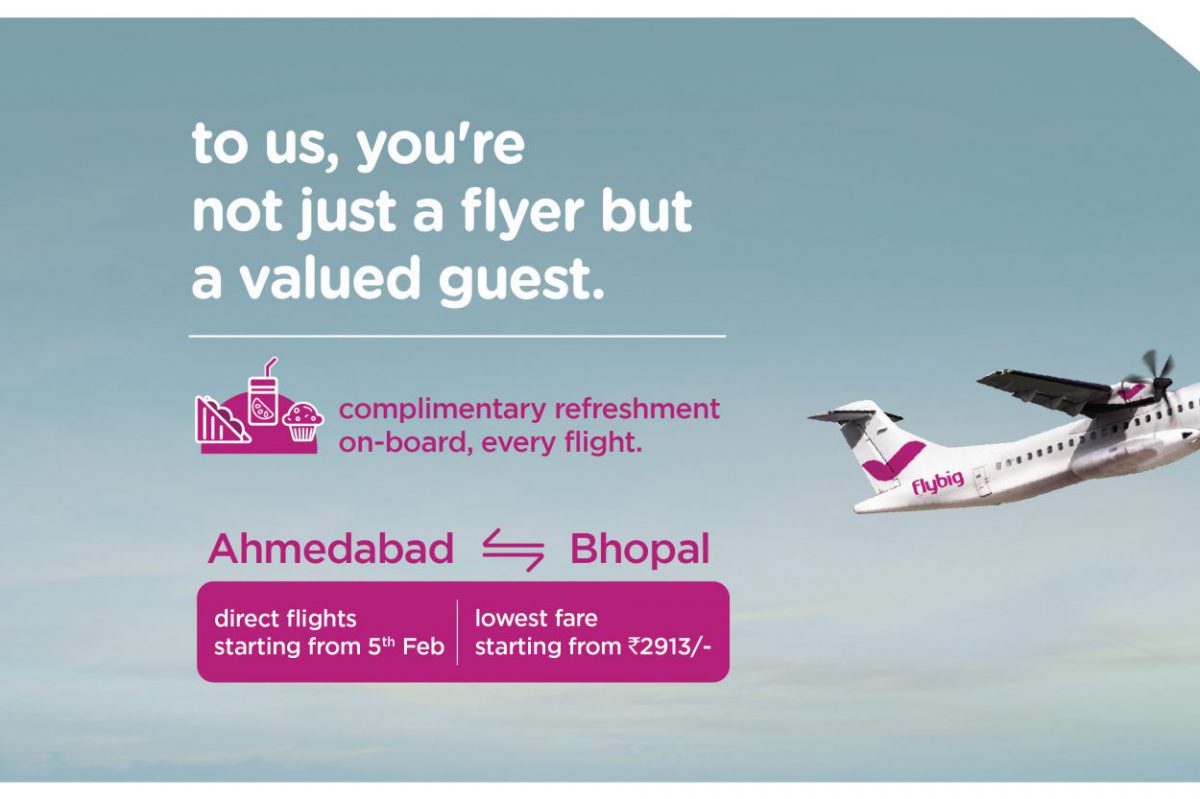 to us, you're
not just a flyer but
a valued guest.
complimentary refreshment
on-board, every flight.
Ahmedabad ⇋ Bhopal
direct flights
starting from 5th Feb
lowest fare
starting from ₹2913/-
flybig